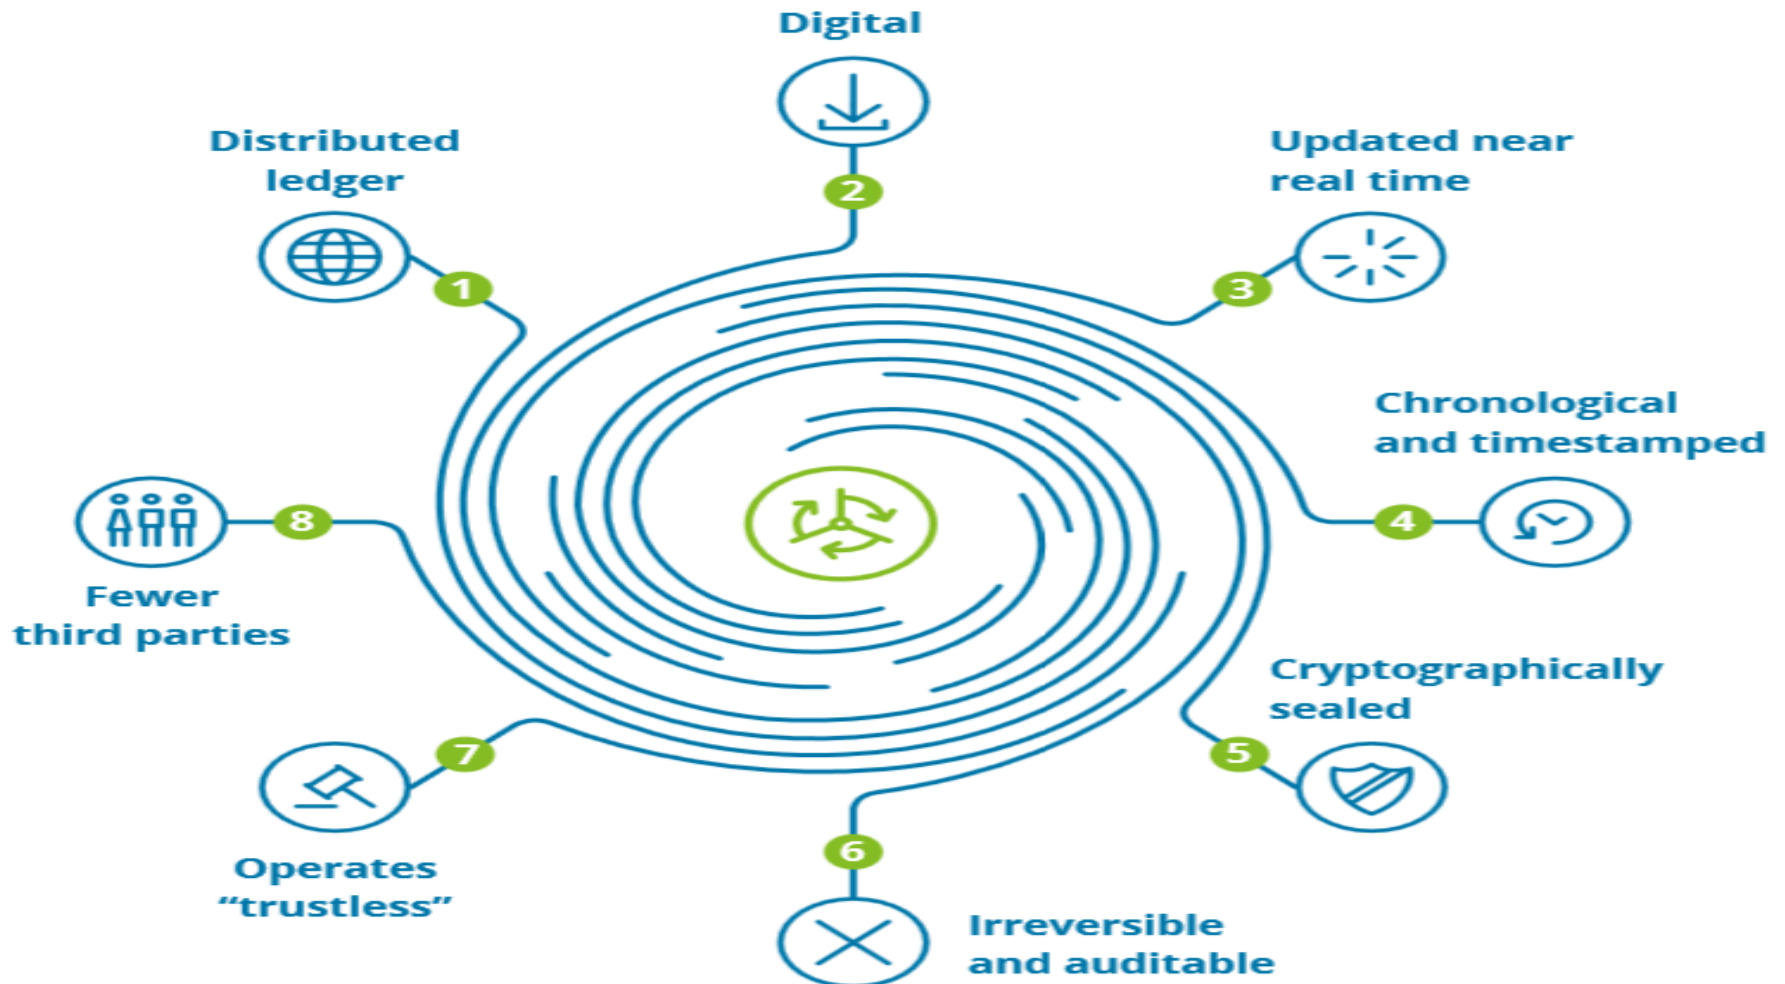 Distributed
ledger
1
Digital
2
Updated near
real time
3
Chronological
and timestamped
4
Cryptographically
sealed
5
Irreversible
and auditable
6
Operates
“trustless”
7
Fewer
third parties
8